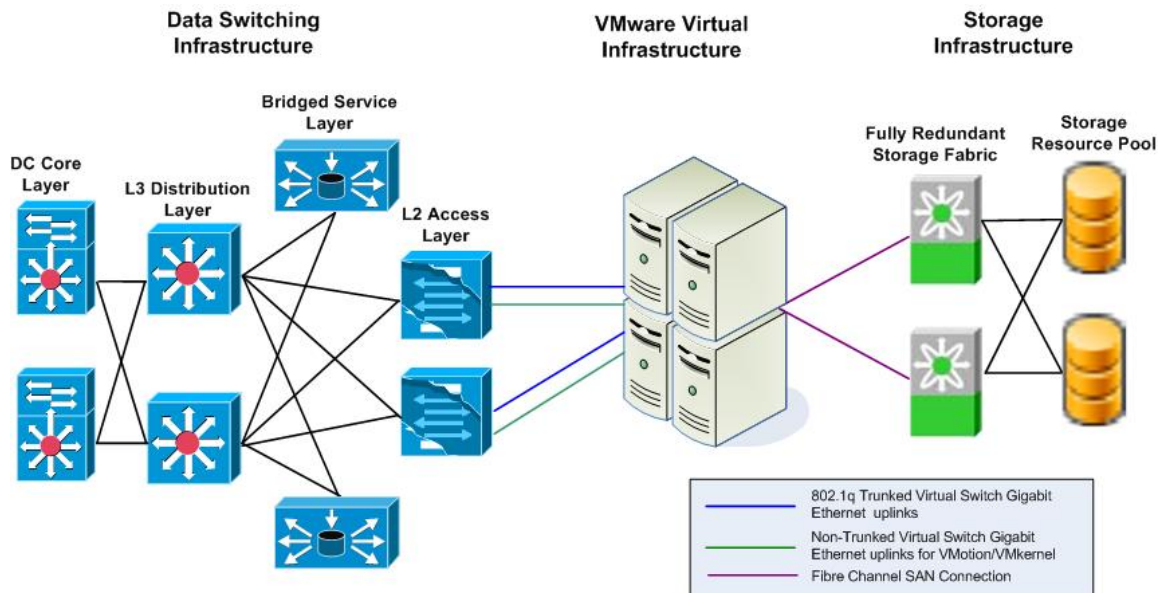 Data Switching
Infrastructure
VMware Virtual
Infrastructure
Storage
Infrastructure
Bridged Service
Layer
DC Core
Layer
L3 Distribution
Layer
L2 Access
Layer
Fully Redundant
Storage Fabric
Storage
Resource Pool
802.1q Trunked Virtual Switch Gigabit
Ethernet uplinks
Non-Trunked Virtual Switch Gigabit
Ethernet uplinks for VMotion/VMkernel
Fibre Channel SAN Connection